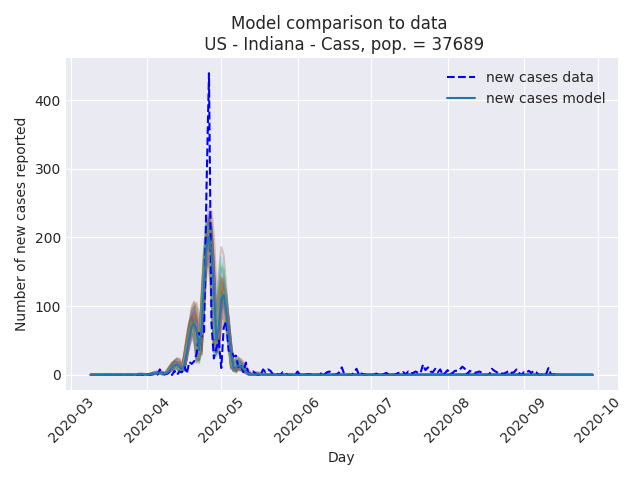 Model comparison to data
US - Indiana - Cass, pop. = 37689
new cases data
new cases model
Number of new cases reported
400
300
200
100
0
2020-03
2020-04
2020-05
2020-06
2020-07
2020-08
2020-09
2020-10
Day